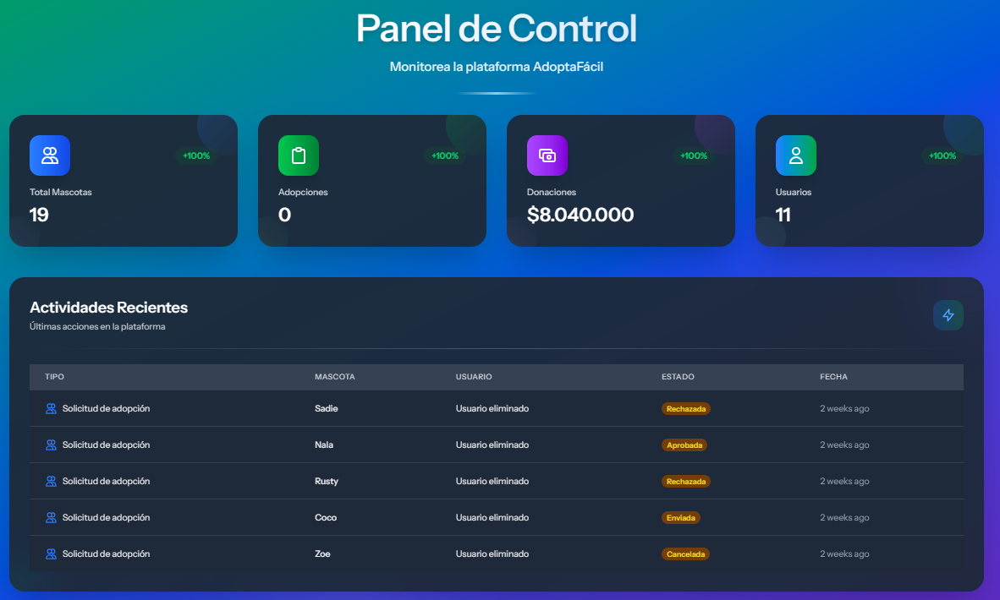 Panel de Control
Monitorea la plataforma AdoptaFácil
+100% +100% +100% +100%
Total Mascotas Adopciones Donaciones Usuarios
19 0 $8.040.000 11
Actividades Recientes
Últimas acciones en la plataforma
TIPO MASCOTA USUARIO ESTADO FECHA
Solicitud de adopción Sadie Usuario eliminado Rechazada 2 weeks ago
Solicitud de adopción Nala Usuario eliminado Aprobada 2 weeks ago
Solicitud de adopción Rusty Usuario eliminado Rechazada 2 weeks ago
Solicitud de adopción Coco Usuario eliminado Enviada 2 weeks ago
Solicitud de adopción Zoe Usuario eliminado Cancelada 2 weeks ago